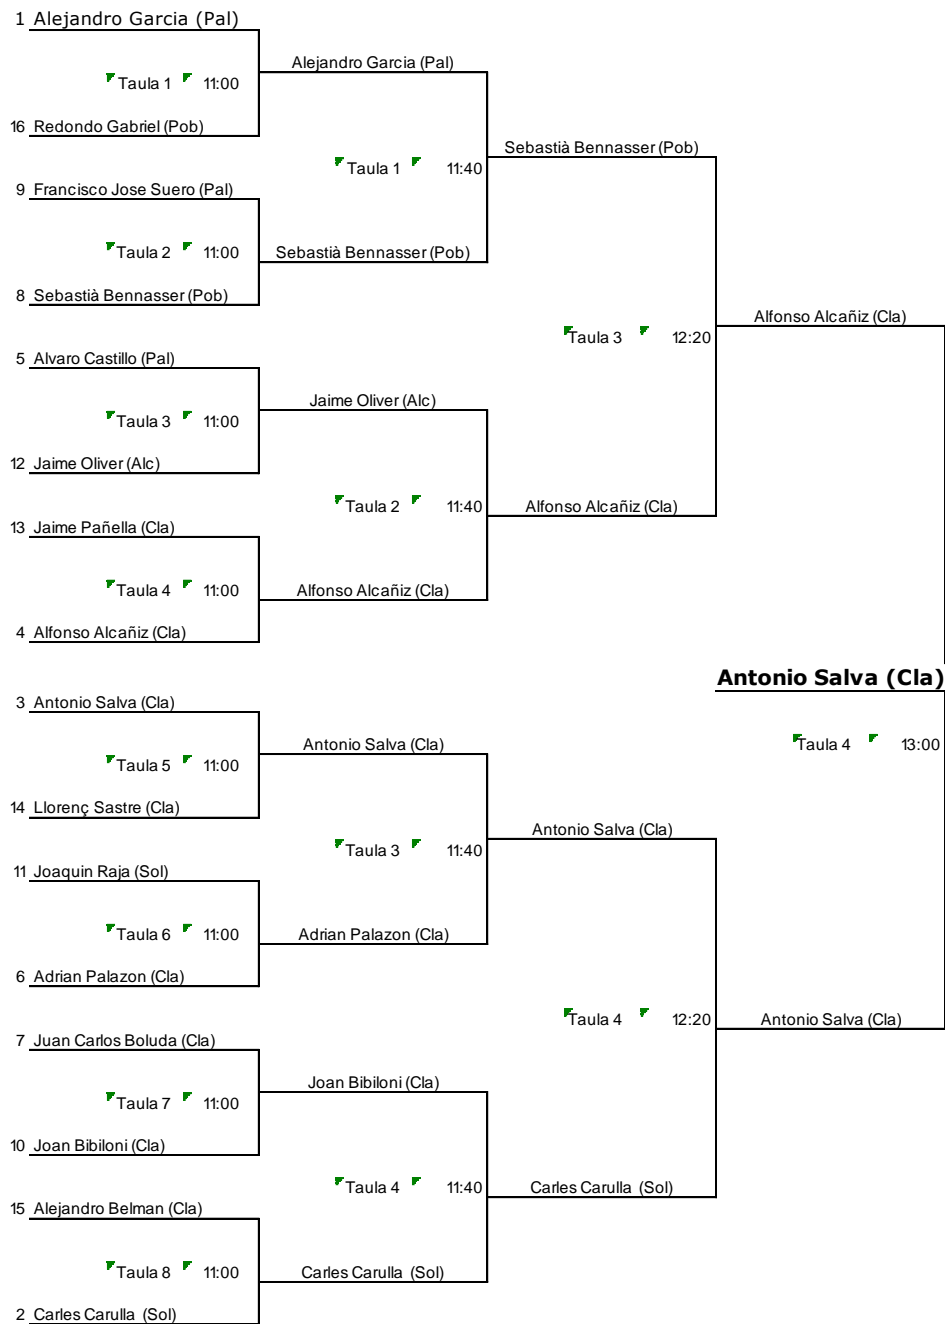 1 Alejandro Garcia (Pal)
Alejandro Garcia (Pal)
Taula 1 11:00
16 Redondo Gabriel (Pob)
Sebastià Bennasser (Pob)
Taula 1 11:40
9 Francisco Jose Suero (Pal)
Taula 2 11:00
Sebastià Bennasser (Pob)
8 Sebastià Bennasser (Pob)
Alfonso Alcañiz (Cla)
Taula 3 12:20
5 Alvaro Castillo (Pal)
Jaime Oliver (Alc)
Taula 3 11:00
12 Jaime Oliver (Alc)
Taula 2 11:40
Alfonso Alcañiz (Cla)
13 Jaime Pañella (Cla)
Taula 4 11:00
Alfonso Alcañiz (Cla)
4 Alfonso Alcañiz (Cla)
Antonio Salva (Cla)
3 Antonio Salva (Cla)
Antonio Salva (Cla)
Taula 4 13:00
Taula 5 11:00
14 Llorenç Sastre (Cla)
Antonio Salva (Cla)
Taula 3 11:40
11 Joaquin Raja (Sol)
Taula 6 11:00
Adrian Palazon (Cla)
6 Adrian Palazon (Cla)
Taula 4 12:20
Antonio Salva (Cla)
7 Juan Carlos Boluda (Cla)
Joan Bibiloni (Cla)
Taula 7 11:00
10 Joan Bibiloni (Cla)
Taula 4 11:40
Carles Carulla (Sol)
15 Alejandro Belman (Cla)
Taula 8 11:00
Carles Carulla (Sol)
2 Carles Carulla (Sol)